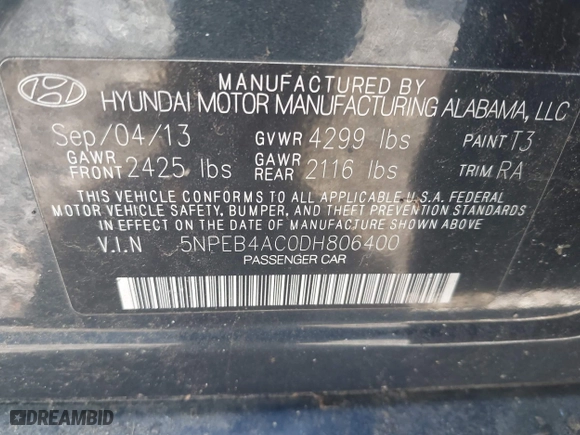 MANUFACTURED BY
HYUNDAI MOTOR MANUFACTURING ALABAMA, LLC
Sep/04/13 GVWR 4299 lbs PAINT T3
GAWR FRONT 2425 lbs GAWR REAR 2116 lbs TRIM RA
THIS VEHICLE CONFORMS TO ALL APPLICABLE U.S.A. FEDERAL
MOTOR VEHICLE SAFETY, BUMPER, AND THEFT PREVENTION STANDARDS
IN EFFECT ON THE DATE OF MANUFACTURE SHOWN ABOVE
V.I.N 5NPEB4AC0DH806400
PASSENGER CAR
DREAMBID